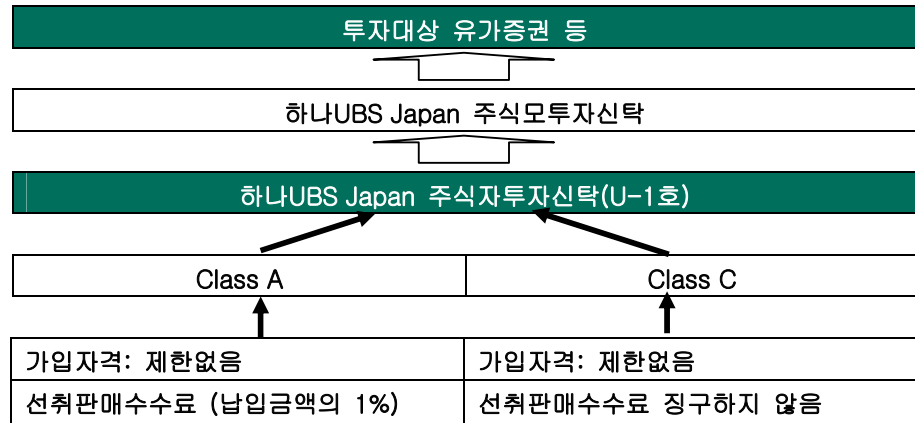 투자대상 유가증권 등
하나UBS Japan 주식모투자신탁
하나UBS Japan 주식자투자신탁(U-1호)
Class A
Class C
가입자격: 제한없음
가입자격: 제한없음
선취판매수수료 (납입금액의 1%)
선취판매수수료 징구하지 않음